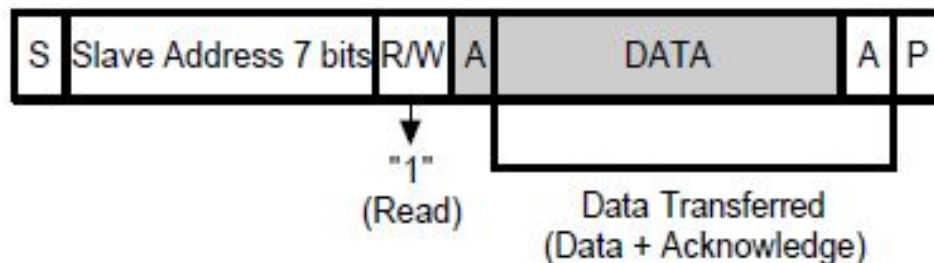 S Slave Address 7 bits R/W A DATA A P
"1"
(Read)
Data Transferred
(Data + Acknowledge)